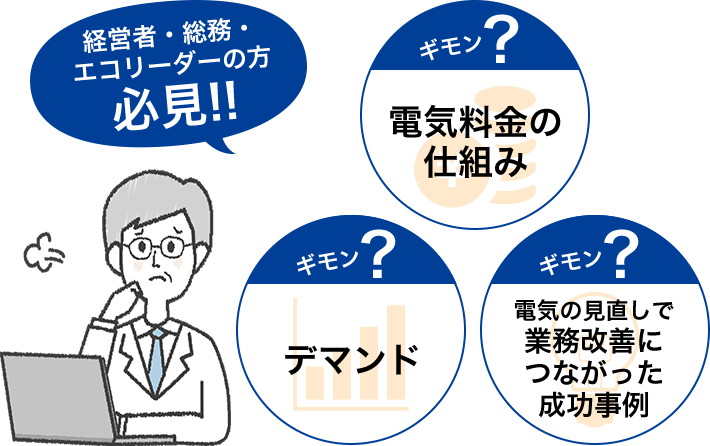 経営者・総務・
エコリーダーの方
必見!!
ギモン?
電気料金の
仕組み
ギモン?
デマンド
ギモン?
電気の見直しで
業務改善に
つながった
成功事例